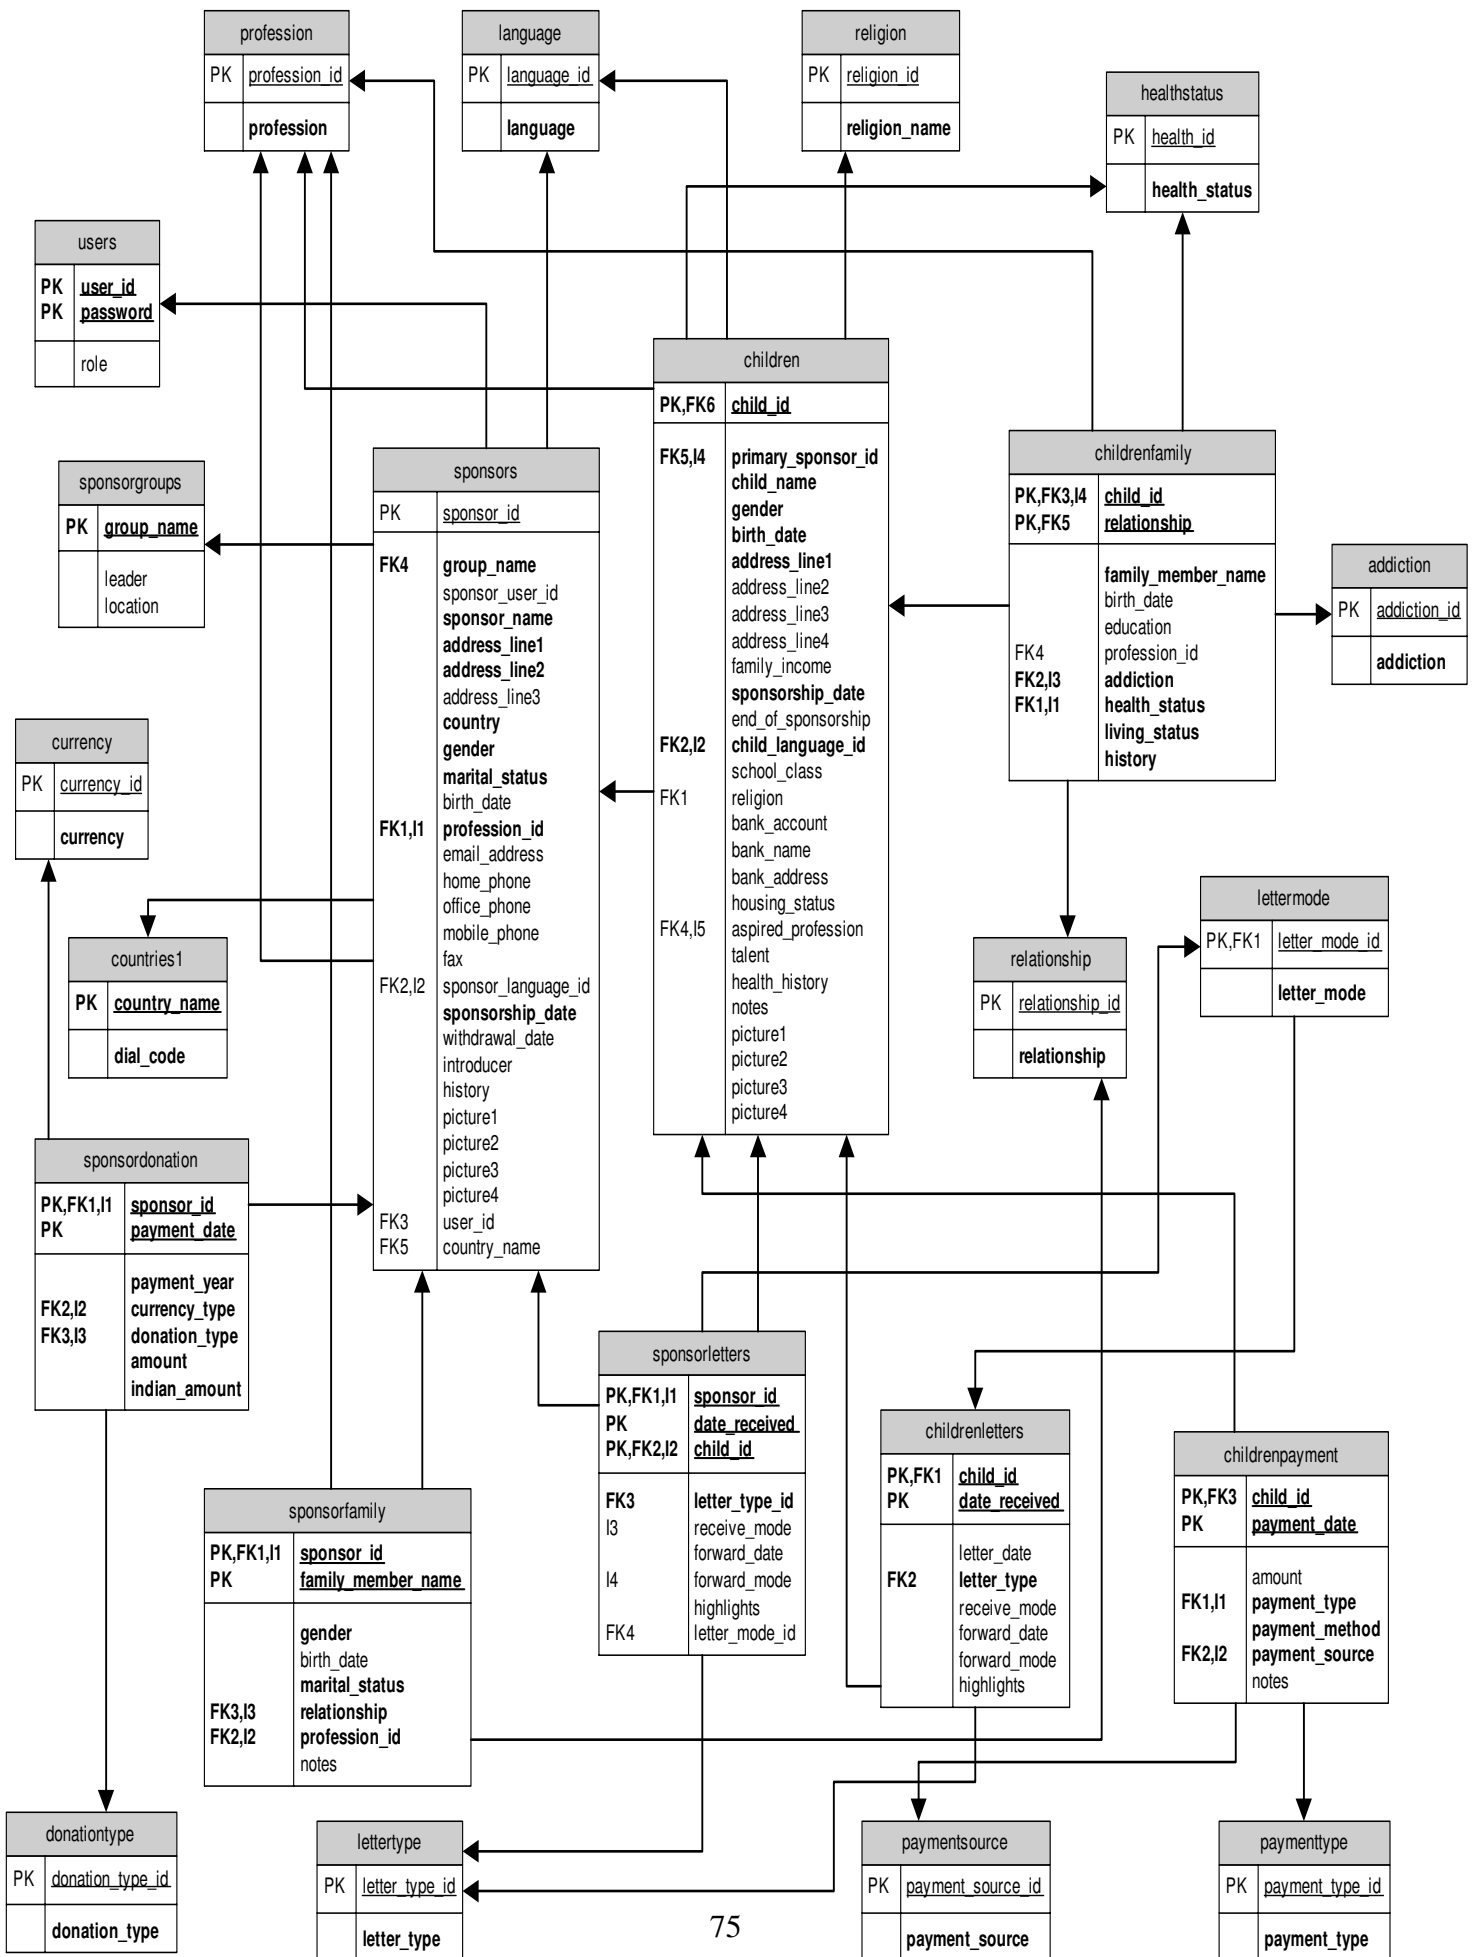 profession
PK profession_id
profession
language
PK language_id
language
religion
PK religion_id
religion_name
healthstatus
PK health_id
health_status
users
PK user_id
PK password
role
children
PK,FK6 child_id
FK5,I4 primary_sponsor_id
child_name
gender
birth_date
address_line1
address_line2
address_line3
address_line4
family_income
sponsorship_date
end_of_sponsorship
FK2,I2 child_language_id
school_class
FK1 religion
bank_account
bank_name
bank_address
housing_status
FK4,I5 aspired_profession
talent
health_history
notes
picture1
picture2
picture3
picture4
childrenfamily
PK,FK3,I4 child_id
PK,FK5 relationship
family_member_name
birth_date
education
FK4 profession_id
FK2,I3 addiction
FK1,I1 health_status
living_status
history
sponsors
PK sponsor_id
FK4 group_name
sponsor_user_id
sponsor_name
address_line1
address_line2
address_line3
country
gender
marital_status
birth_date
FK1,I1 profession_id
email_address
home_phone
office_phone
mobile_phone
fax
FK2,I2 sponsor_language_id
sponsorship_date
withdrawal_date
introducer
history
picture1
picture2
picture3
picture4
FK3 user_id
FK5 country_name
sponsorgroups
PK group_name
leader
location
addiction
PK addiction_id
addiction
currency
PK currency_id
currency
lettermode
PK,FK1 letter_mode_id
letter_mode
countries1
PK country_name
dial_code
relationship
PK relationship_id
relationship
sponsordonation
PK,FK1,I1 sponsor_id
PK payment_date
payment_year
FK2,I2 currency_type
FK3,I3 donation_type
amount
indian_amount
sponsorletters
PK,FK1,I1 sponsor_id
PK date_received
PK,FK2,I2 child_id
FK3 letter_type_id
I3 receive_mode
forward_date
I4 forward_mode
highlights
FK4 letter_mode_id
childrenletters
PK,FK1 child_id
PK date_received
letter_date
FK2 letter_type
receive_mode
forward_date
forward_mode
highlights
childrenpayment
PK,FK3 child_id
PK payment_date
amount
FK1,I1 payment_type
payment_method
FK2,I2 payment_source
notes
sponsorfamily
PK,FK1,I1 sponsor_id
PK family_member_name
gender
birth_date
marital_status
FK3,I3 relationship
FK2,I2 profession_id
notes
donationtype
PK donation_type_id
donation_type
lettertype
PK letter_type_id
letter_type
paymentsource
PK payment_source_id
payment_source
paymenttype
PK payment_type_id
payment_type
75